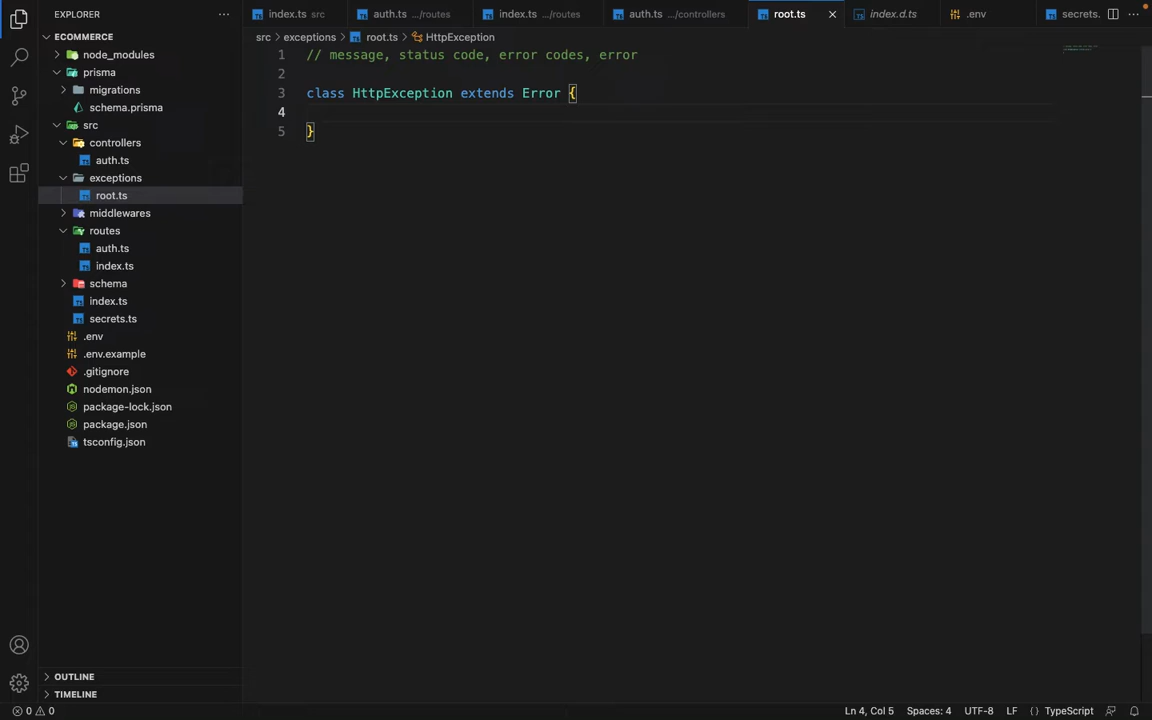 EXPLORER
ECOMMERCE
node_modules
prisma
migrations
schema.prisma
src
controllers
auth.ts
exceptions
root.ts
middlewares
routes
auth.ts
index.ts
schema
index.ts
secrets.ts
.env
.env.example
.gitignore
nodemon.json
package-lock.json
package.json
tsconfig.json
OUTLINE
TIMELINE
index.ts src
auth.ts .../routes
index.ts .../routes
auth.ts .../controllers
root.ts
index.d.ts
.env
secrets.
src > exceptions > root.ts > HttpException
1 // message, status code, error codes, error
2
3 class HttpException extends Error {
4
5 }
0 0
Ln 4, Col 5 Spaces: 4 UTF-8 LF {} TypeScript